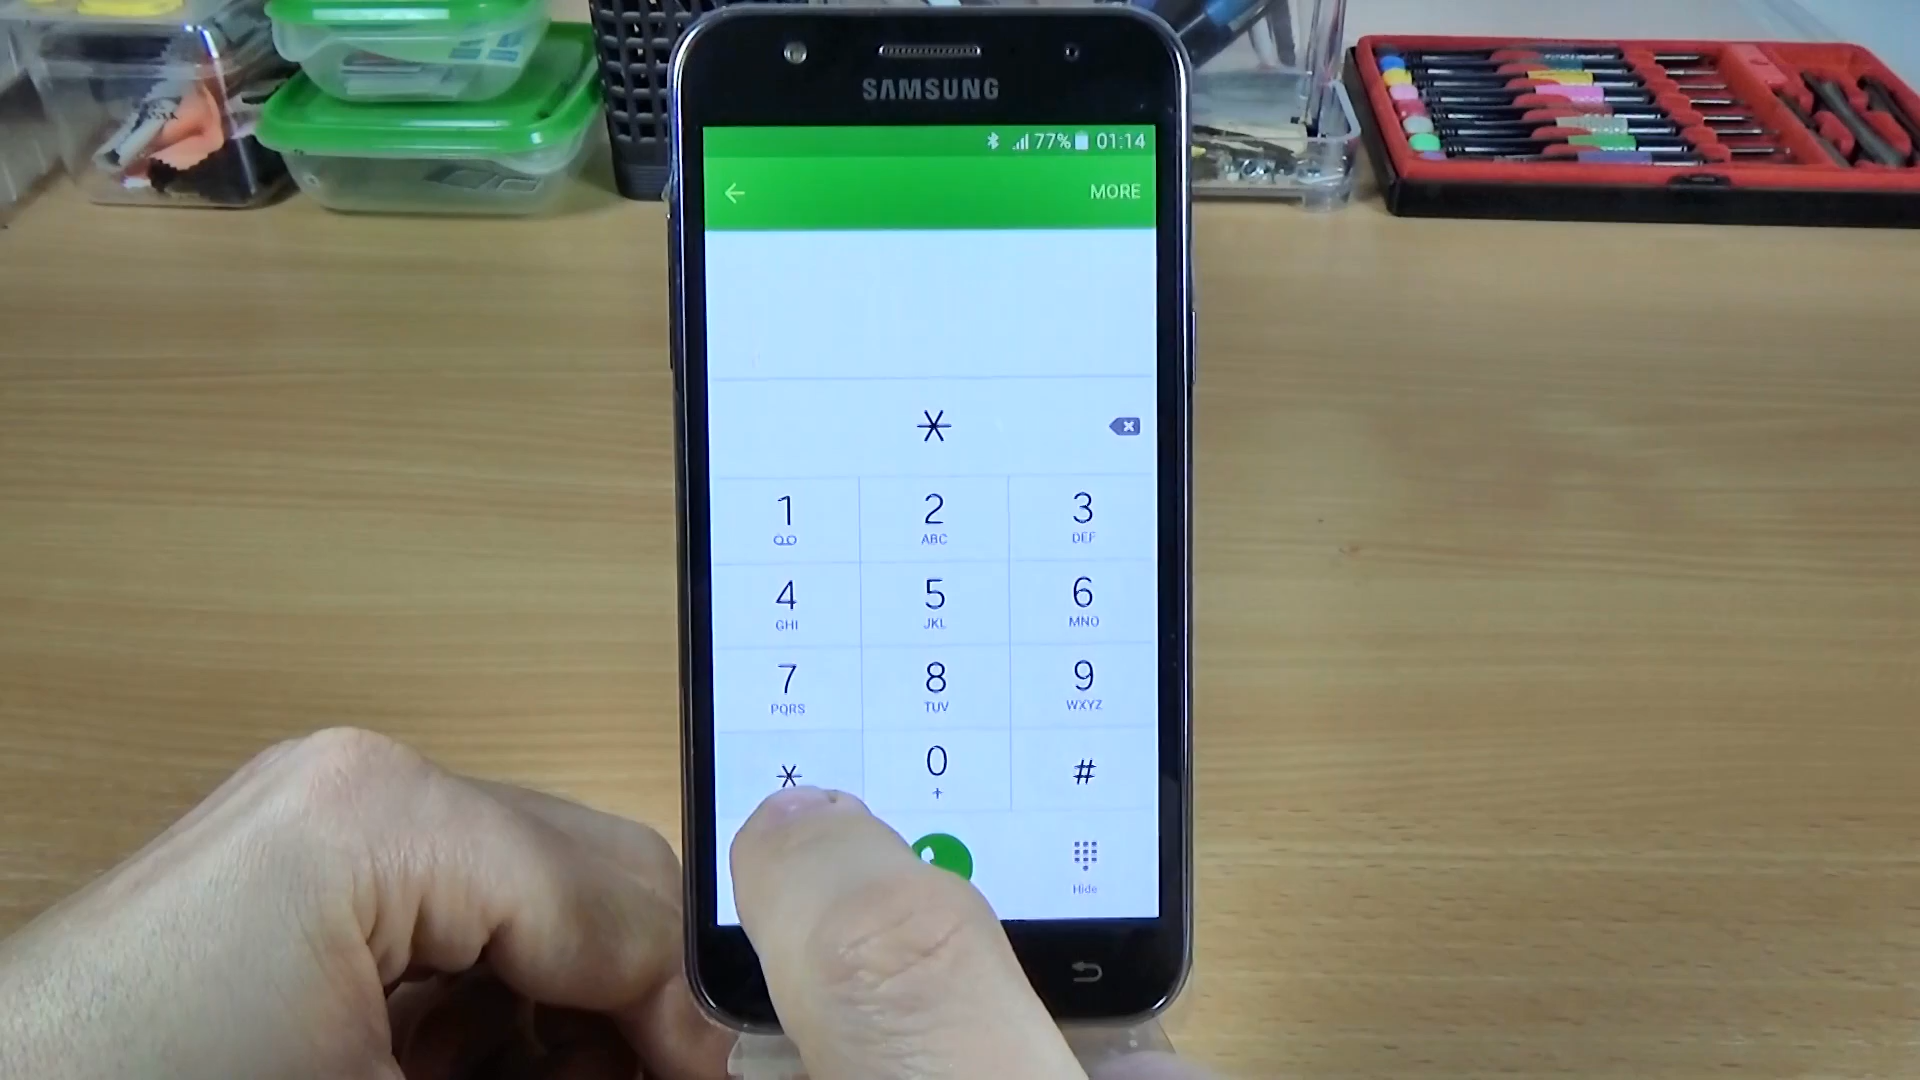 SAMSUNG
77% 01:14
MORE
*
1 2 3
ABC DEF
4 5 6
GHI JKL MNO
7 8 9
PQRS TUV WXYZ
* 0 #
+
Hide